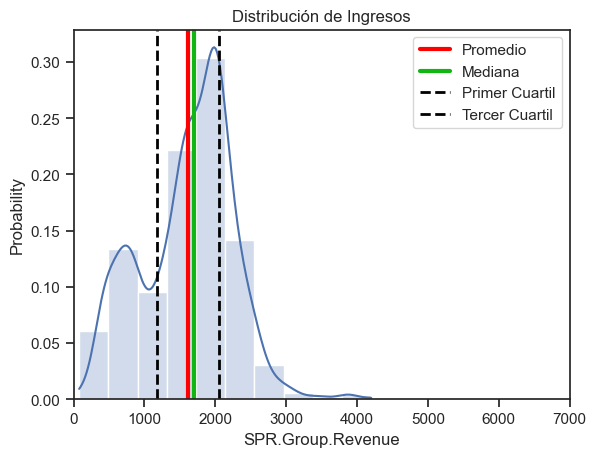 Distribución de Ingresos
Promedio
Mediana
Primer Cuartil
Tercer Cuartil
Probability
0.30
0.25
0.20
0.15
0.10
0.05
0.00
0 1000 2000 3000 4000 5000 6000 7000
SPR.Group.Revenue